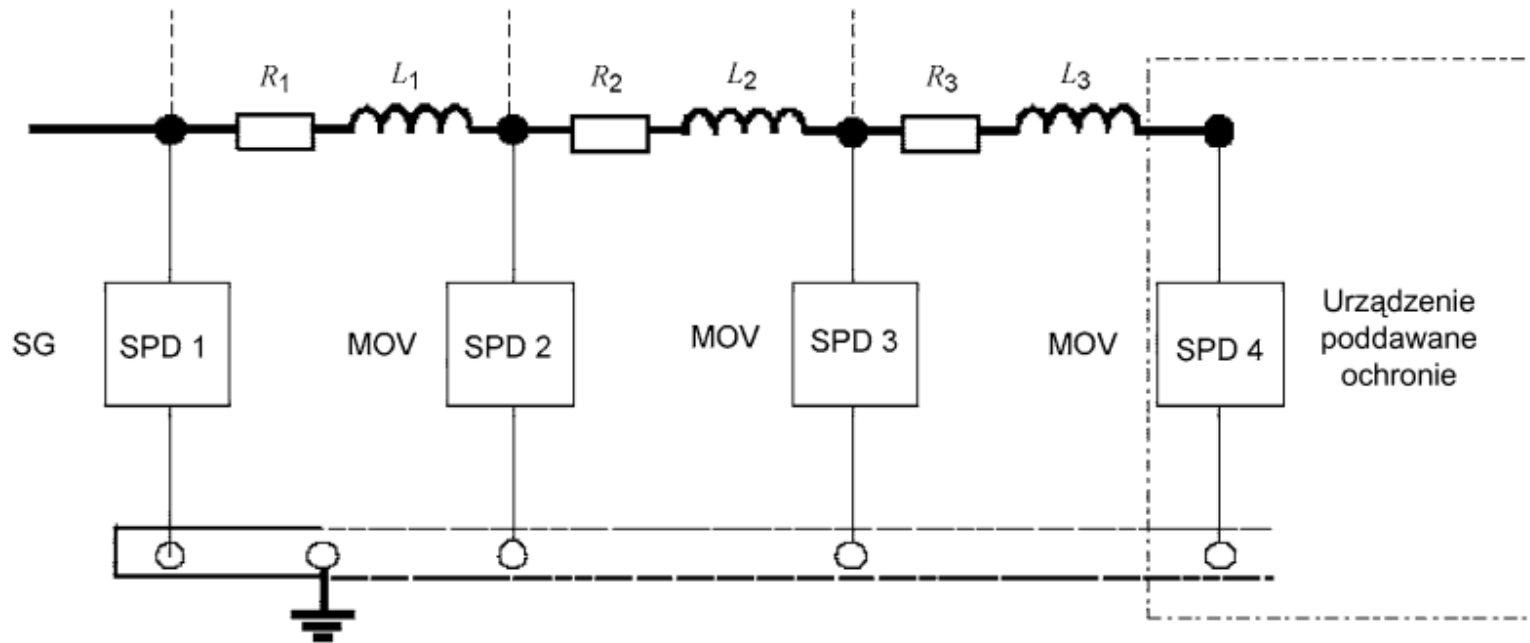 R1 L1 R2 L2 R3 L3
SG SPD 1 MOV SPD 2 MOV SPD 3 MOV SPD 4
Urządzenie
poddawane
ochronie